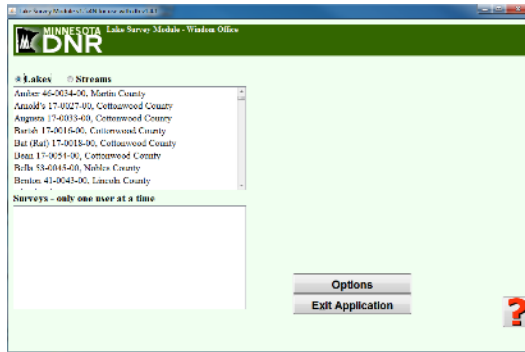 MINNESOTA
DNR
Lake Survey Module - Windom Office
Lakes Streams
Amber 46-0034-00, Martin County
Arnold's 17-0027-00, Cottonwood County
Augusta 17-0033-00, Cottonwood County
Bartsh 17-0016-00, Cottonwood County
Bat (Rat) 17-0018-00, Cottonwood County
Bean 17-0054-00, Cottonwood County
Bella 53-0045-00, Nobles County
Benton 41-0043-00, Lincoln County
Surveys - only one user at a time
Options
Exit Application
?